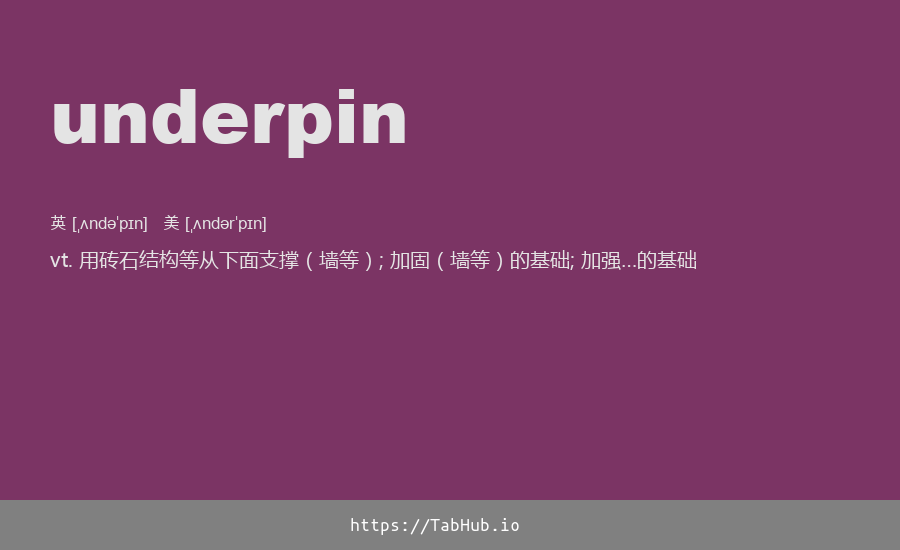 underpin
英 [ˌʌndəˈpɪn] 美 [ˌʌndərˈpɪn]
vt. 用砖石结构等从下面支撑（墙等）; 加固（墙等）的基础; 加强...的基础
https://TabHub.io